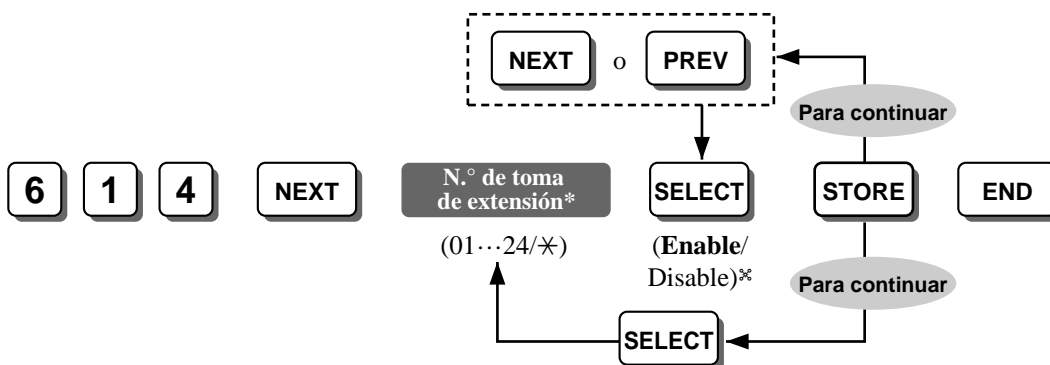 NEXT o PREV
Para continuar
6 1 4 NEXT N.° de toma de extensión* SELECT STORE END
(01···24/✳) (Enable/
Disable)⌘
Para continuar
SELECT